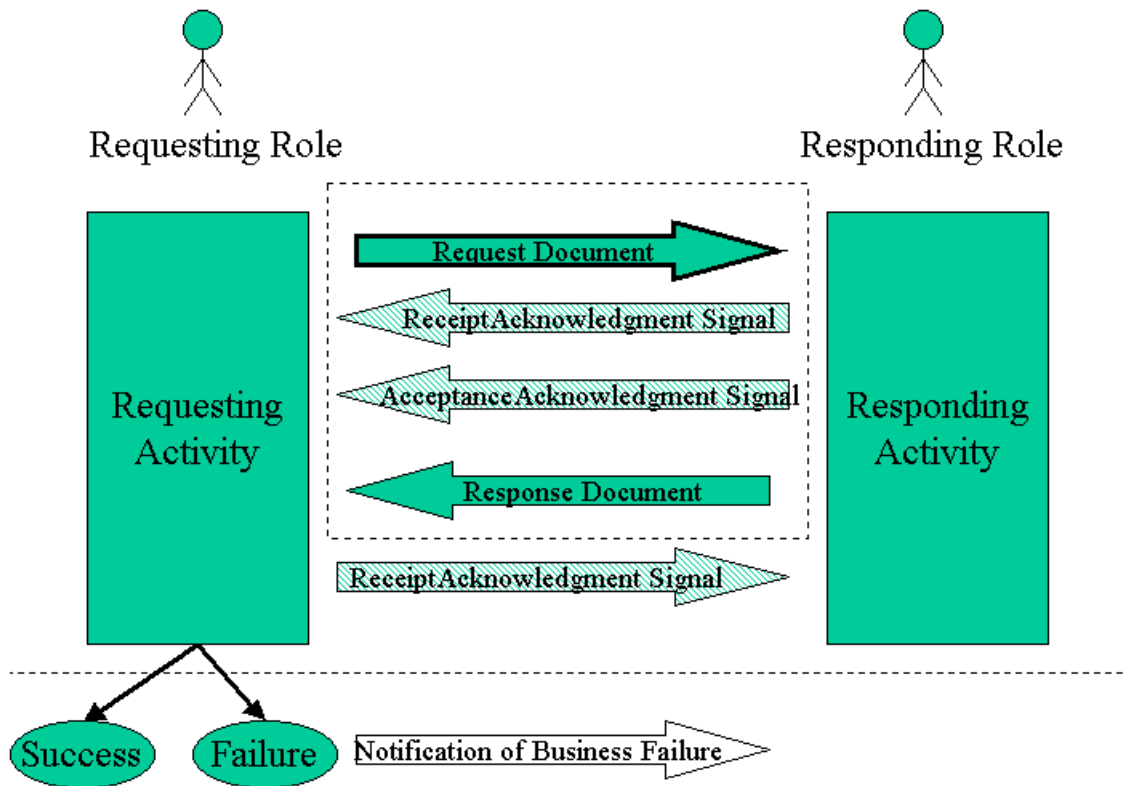 Requesting Role
Responding Role
Request Document
ReceiptAcknowledgment Signal
AcceptanceAcknowledgment Signal
Requesting
Activity
Responding
Activity
Response Document
ReceiptAcknowledgment Signal
Success
Failure
Notification of Business Failure